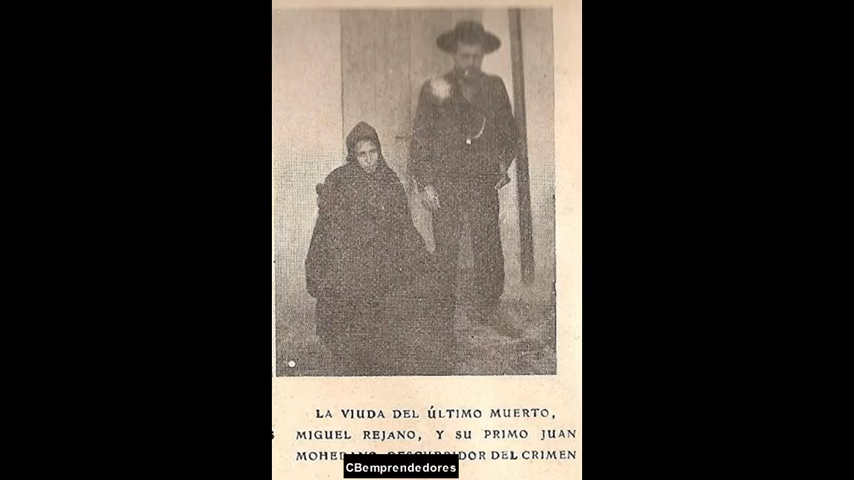 LA VIUDA DEL ÚLTIMO MUERTO,
MIGUEL REJANO, Y SU PRIMO JUAN
DEL CRIMEN
CBemprendedores